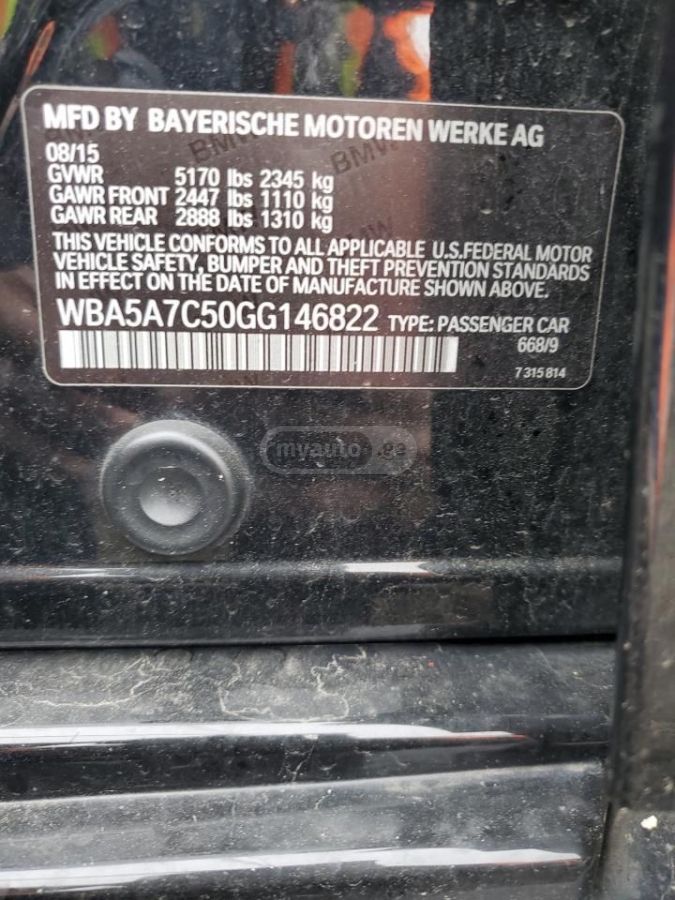 MFD BY BAYERISCHE MOTOREN WERKE AG
08/15
GVWR 5170 lbs 2345 kg
GAWR FRONT 2447 lbs 1110 kg
GAWR REAR 2888 lbs 1310 kg
THIS VEHICLE CONFORMS TO ALL APPLICABLE U.S.FEDERAL MOTOR
VEHICLE SAFETY, BUMPER AND THEFT PREVENTION STANDARDS
IN EFFECT ON THE DATE OF MANUFACTURE SHOWN ABOVE.
WBA5A7C50GG146822 TYPE: PASSENGER CAR
668/9
7 315 814
myauto.ge